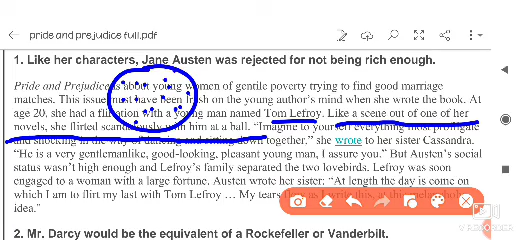 pride and prejudice full.pdf
1. Like her characters, Jane Austen was rejected for not being rich enough.
Pride and Prejudice is about young women of gentile poverty trying to find good marriage
matches. This issue must have been fresh on the young author's mind when she wrote the book. At
age 20, she had a flirtation with a young man named Tom Lefroy. Like a scene out of one of her
novels, she flirted scandalously with him at a ball. "Imagine to yourself everything most profligate
and shocking in the way of dancing and sitting down together," she wrote to her sister Cassandra.
"He is a very gentlemanlike, good-looking, pleasant young man, I assure you." But Austen's social
status wasn't high enough and Lefroy's family separated the two lovebirds. Lefroy was soon
engaged to a woman with a large fortune. Austen wrote her sister, "At length the day is come on
which I am to flirt my last with Tom Lefroy … My tears
idea."
2. Mr. Darcy would be the equivalent of a Rockefeller or Vanderbilt.